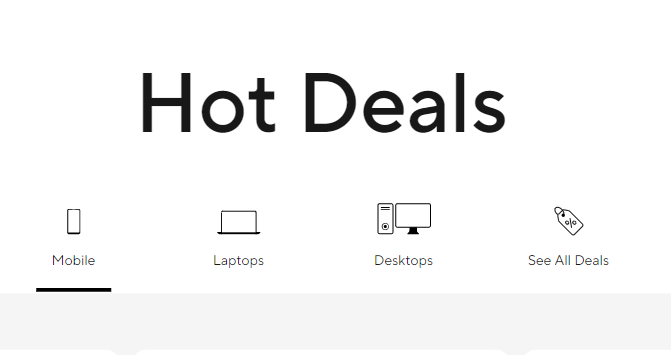 Hot Deals
Mobile
Laptops
Desktops
See All Deals